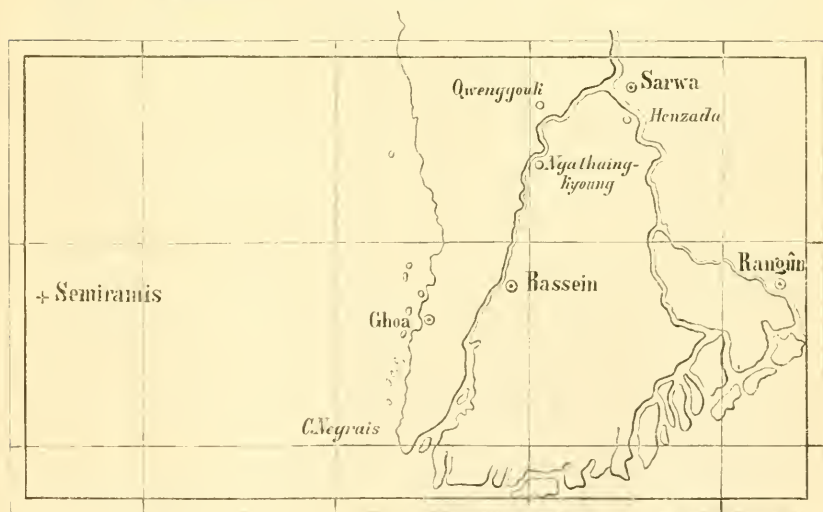 Qwenggouk
Sarwa
Henzada
Ngathaing-
kyoung
Rangûn
Semiramis
Bassein
Ghoa
C.Negrais